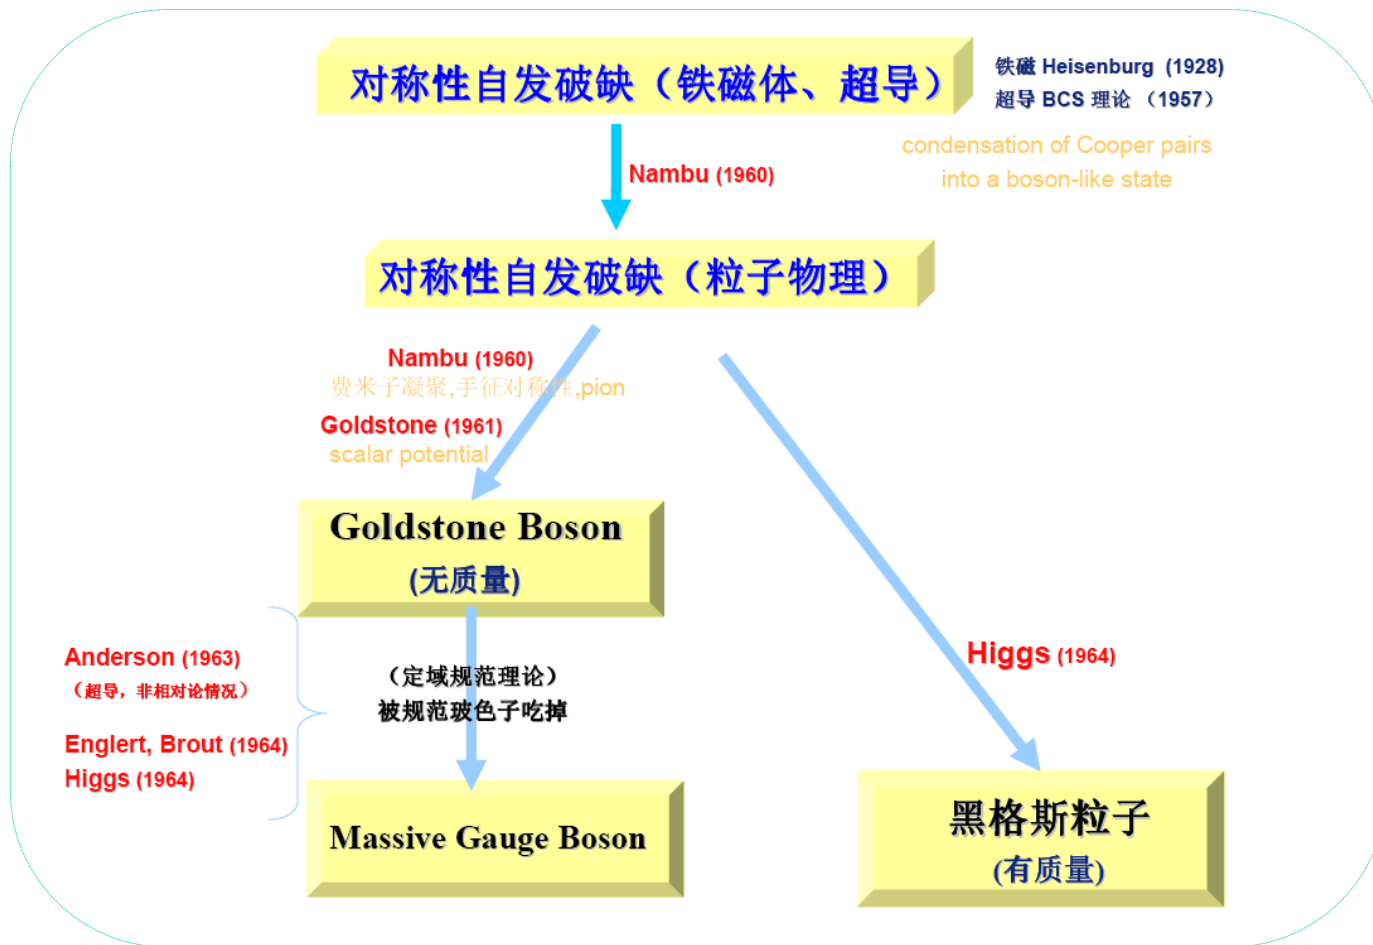 对称性自发破缺（铁磁体、超导）
铁磁 Heisenburg (1928)
超导 BCS 理论 （1957）
condensation of Cooper pairs
into a boson-like state
Nambu (1960)
对称性自发破缺（粒子物理）
Nambu (1960)
费米子凝聚,手征对称性,pion
Goldstone (1961)
scalar potential
Goldstone Boson
(无质量)
Anderson (1963)
（超导，非相对论情况）
Englert, Brout (1964)
Higgs (1964)
（定域规范理论）
被规范玻色子吃掉
Higgs (1964)
Massive Gauge Boson
黑格斯粒子
(有质量)